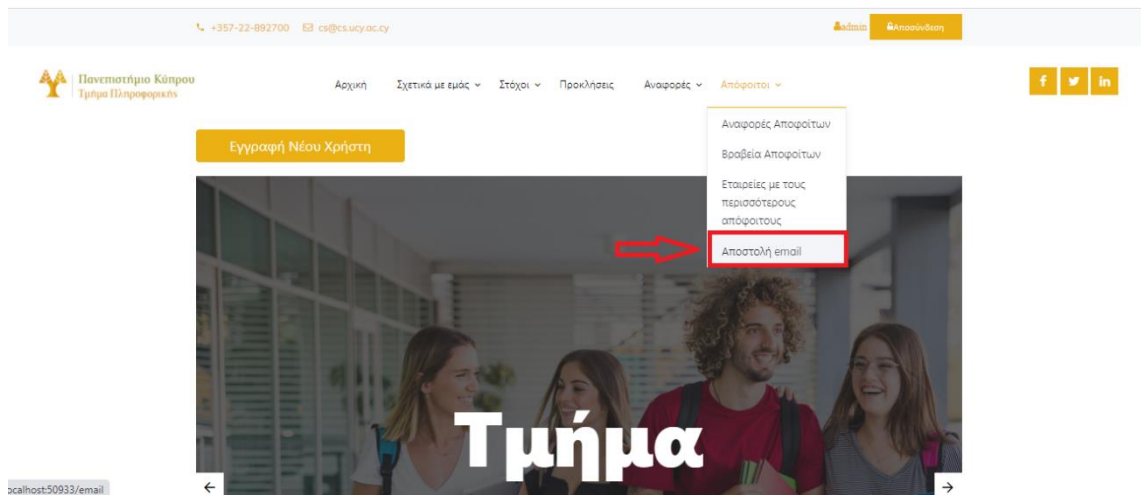 +357-22-892700 cs@cs.ucy.ac.cy admin Αποσύνδεση
Πανεπιστήμιο Κύπρου
Τμήμα Πληροφορικής
Αρχική Σχετικά με εμάς Στόχοι Προκλήσεις Αναφορές Απόφοιτοι
f in
Αναφορές Αποφοίτων
Εγγραφή Νέου Χρήστη
Βραβεία Αποφοίτων
Εταιρείες με τους
περισσότερους
απόφοιτους
Αποστολή email
Τμήμα
ocalhost:50933/email